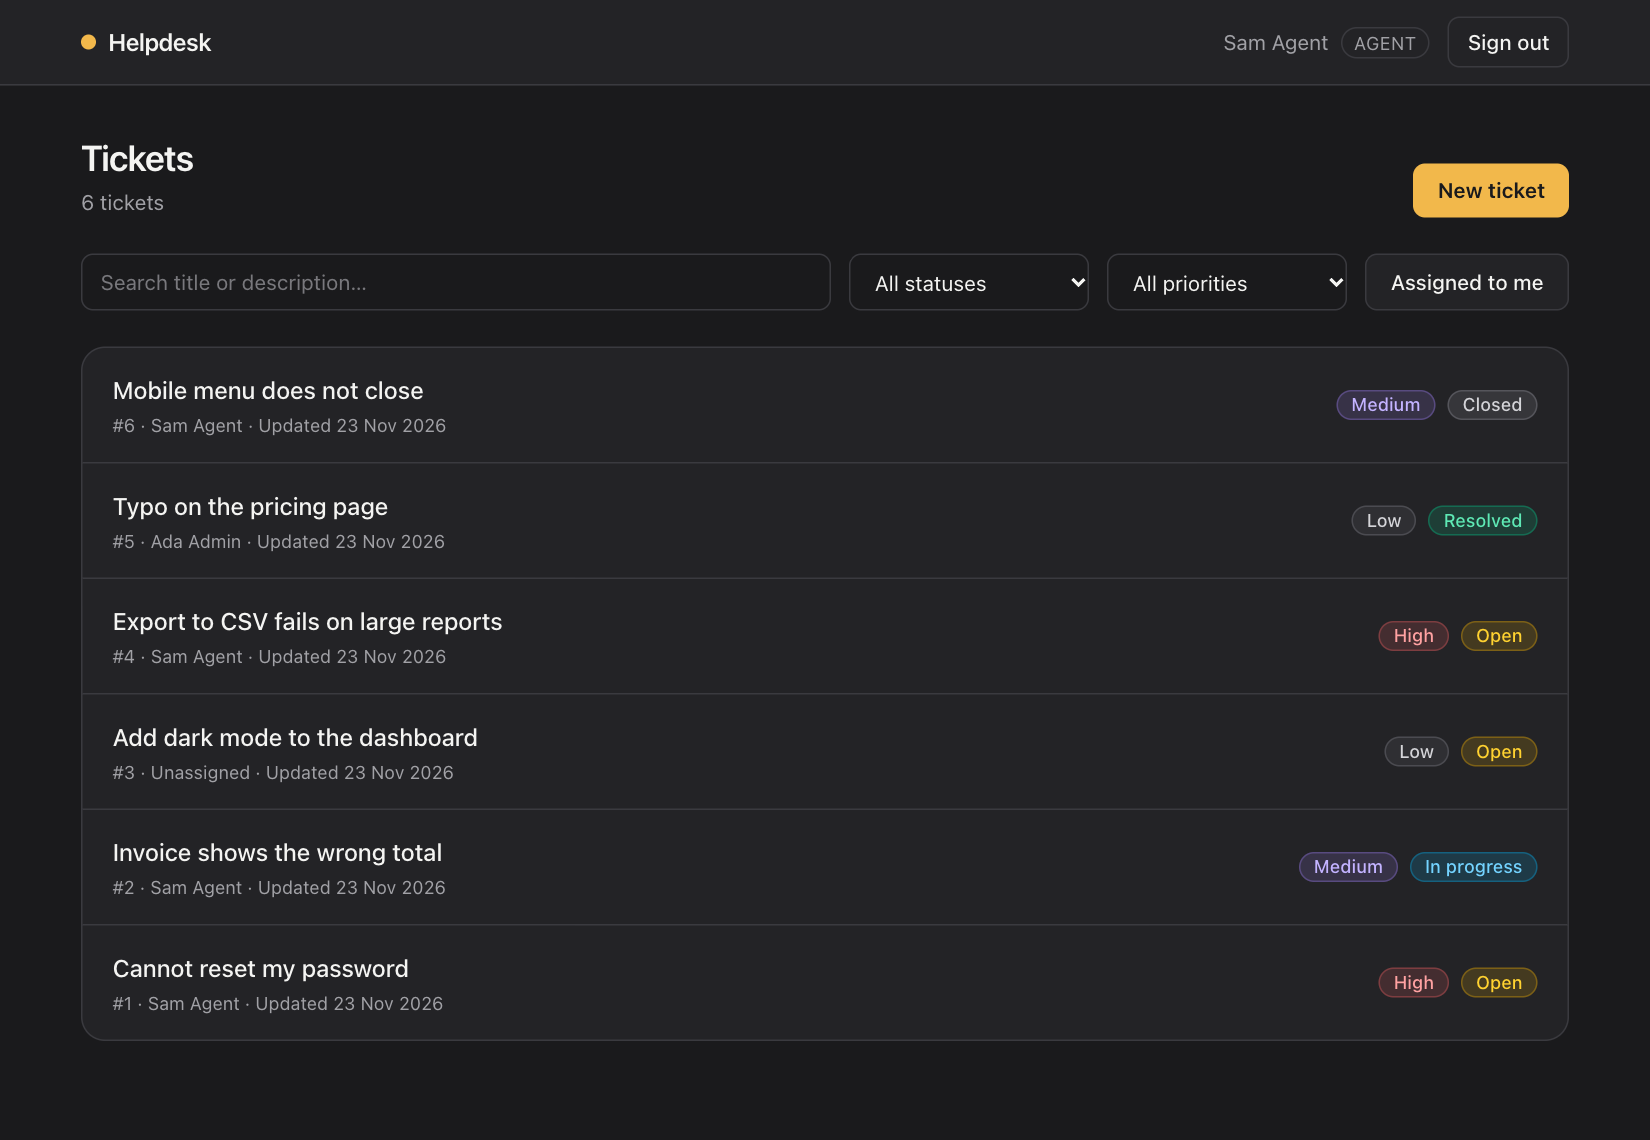 Helpdesk
Sam Agent AGENT Sign out
Tickets
6 tickets
New ticket
Search title or description...
All statuses
All priorities
Assigned to me
Mobile menu does not close
#6 · Sam Agent · Updated 23 Nov 2026
Medium Closed
Typo on the pricing page
#5 · Ada Admin · Updated 23 Nov 2026
Low Resolved
Export to CSV fails on large reports
#4 · Sam Agent · Updated 23 Nov 2026
High Open
Add dark mode to the dashboard
#3 · Unassigned · Updated 23 Nov 2026
Low Open
Invoice shows the wrong total
#2 · Sam Agent · Updated 23 Nov 2026
Medium In progress
Cannot reset my password
#1 · Sam Agent · Updated 23 Nov 2026
High Open